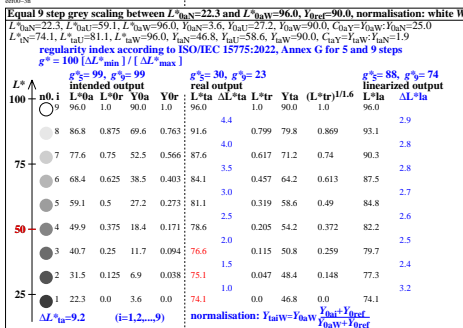 Equal 9 step grey scaling between L*0aN=22.3 and L*0aW=96.0, Y0ref=90.0, normalisation: white W
L*0aN=22.3, L*0aU=59.1, L*0aW=96.0, Y0aN=3.6, Y0aU=27.2, Y0aW=90.0, C0aY=Y0aW:Y0aN=25.0
L*taN=74.1, L*taU=81.1, L*taW=96.0, YtaN=46.8, YtaU=58.6, YtaW=90.0, CtaY=YtaW:YtaN=1.9
regularity index according to ISO/IEC 15775:2022, Annex G for 5 and 9 steps
g* = 100 [ΔL*min ] / [ ΔL*max ]
g*5= 99, g*9= 99 g*5= 30, g*9= 23 g*5= 88, g*9= 74
intended output real output linearized output
L* n0. i L*0a L*0r Y0a Y0r L*ta ΔL*ta L*tr Yta (L*tr)1/1.6 L*la ΔL*la
100 9 96.0 1.0 90.0 1.0 96.0 1.0 90.0 1.0 96.0
4.4 2.9
8 86.8 0.875 69.6 0.763 91.6 0.799 79.8 0.869 93.1
4.0 2.8
75 7 77.6 0.75 52.5 0.566 87.6 0.617 71.2 0.74 90.3
3.5 2.8
6 68.4 0.625 38.5 0.403 84.1 0.457 64.2 0.613 87.5
3.0 2.7
5 59.1 0.5 27.2 0.273 81.1 0.319 58.6 0.49 84.8
2.5 2.6
50 4 49.9 0.375 18.4 0.171 78.6 0.205 54.2 0.372 82.2
2.0 2.5
3 40.7 0.25 11.7 0.094 76.6 0.115 50.8 0.259 79.7
1.5 2.4
2 31.5 0.125 6.9 0.038 75.1 0.047 48.4 0.148 77.3
1.0 3.2
25 1 22.3 0.0 3.6 0.0 74.1 0.0 46.8 0.0 74.1
ΔL*ta=9.2 (i=1,2,...,9) normalisation: YtaiW=Y0aW Y0ai+Y0ref / Y0aW+Y0ref